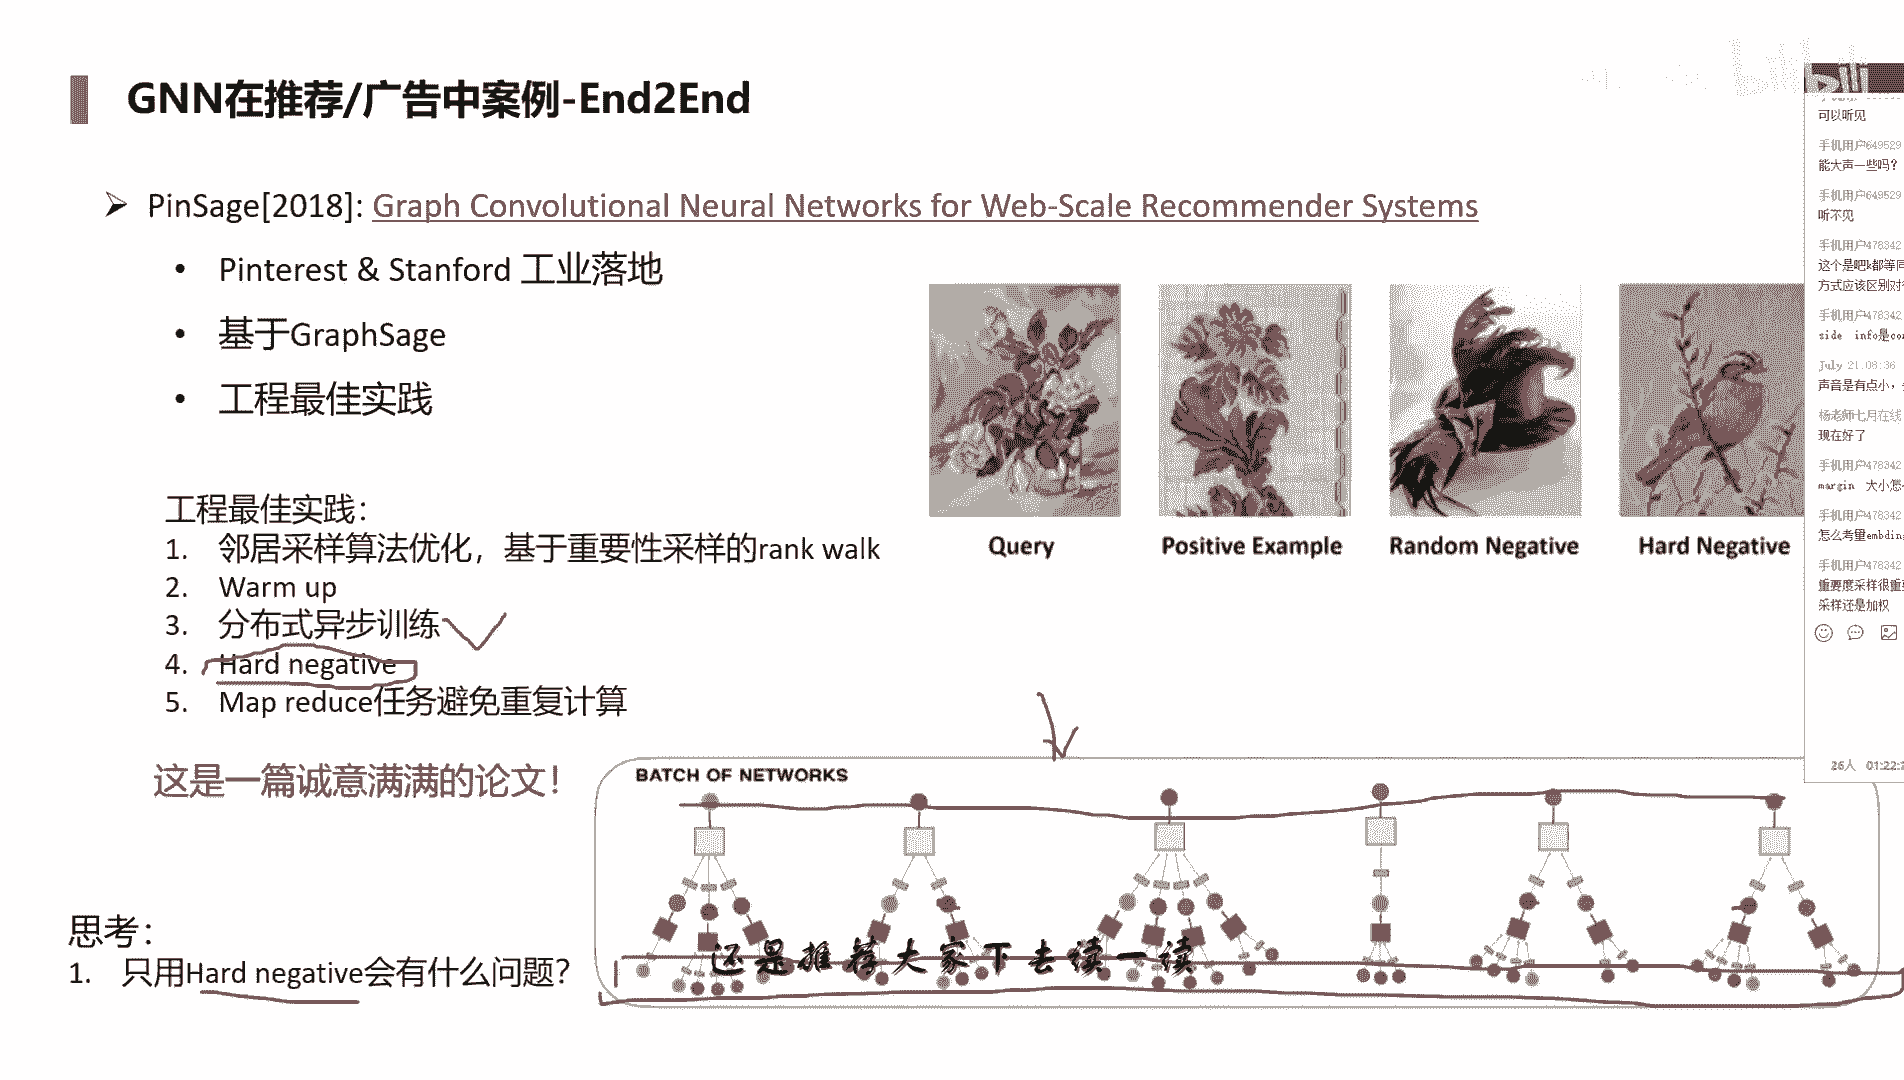 GNN在推荐/广告中案例-End2End
➢ PinSage[2018]: Graph Convolutional Neural Networks for Web-Scale Recommender Systems
• Pinterest & Stanford 工业落地
• 基于GraphSage
• 工程最佳实践
Query
Positive Example
Random Negative
Hard Negative
工程最佳实践:
1. 邻居采样算法优化，基于重要性采样的rank walk
2. Warm up
3. 分布式异步训练
4. Hard negative
5. Map reduce任务避免重复计算
这是一篇诚意满满的论文！
BATCH OF NETWORKS
思考:
1. 只用Hard negative会有什么问题？
还是推荐大家下去读一读
bilibili
可以听见
手机用户649529
能大声一些吗？
手机用户649529
听不见
手机用户478342
这个是吧k都等同
方式应该区别对
手机用户478342
side info是co
July 21:08:36
声音是有点小，
杨老师七月在线
现在好了
手机用户478342
margin 大小怎
手机用户478342
怎么考量embdin
手机用户478342
重要度采样很重
采样还是加权
26人 01:22: